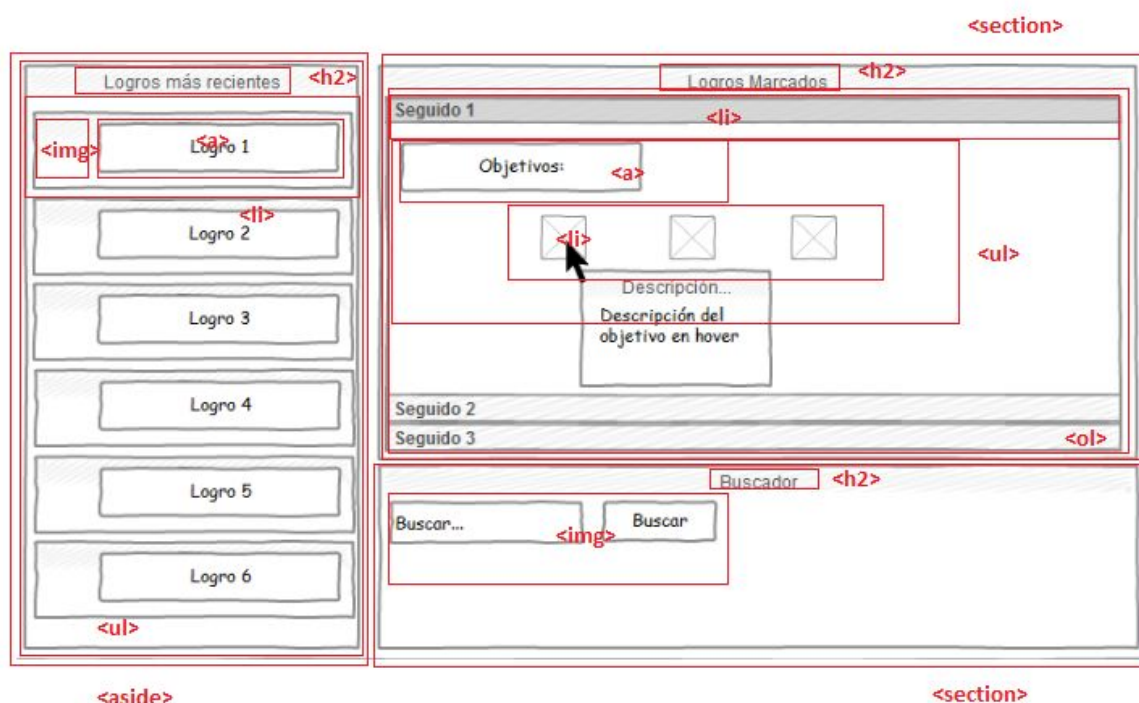 <section>
Logros más recientes <h2>
<img> <a> Logro 1
<li>
Logro 2
Logro 3
Logro 4
Logro 5
Logro 6
<ul>
<aside>
Logros Marcados <h2>
Seguido 1 <li>
Objetivos: <a>
<li>
<ul>
Descripción...
Descripción del
objetivo en hover
Seguido 2
Seguido 3 <ol>
Buscador <h2>
Buscar... <img> Buscar
<section>